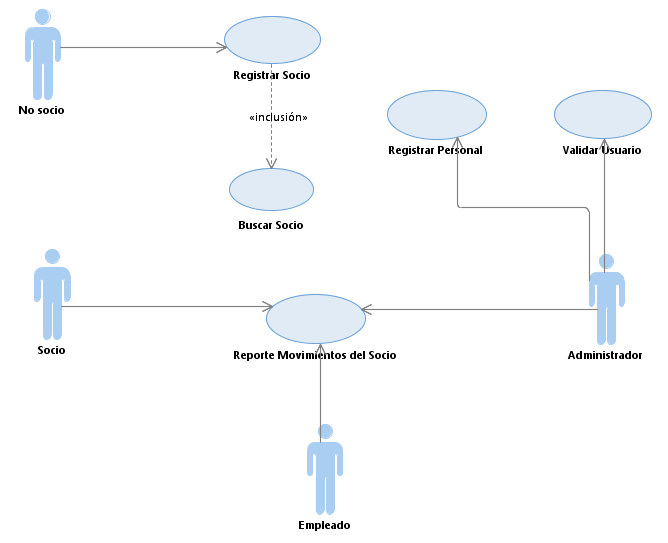 Registrar Socio
No socio
«inclusión»
Registrar Personal
Validar Usuario
Buscar Socio
Socio
Reporte Movimientos del Socio
Administrador
Empleado